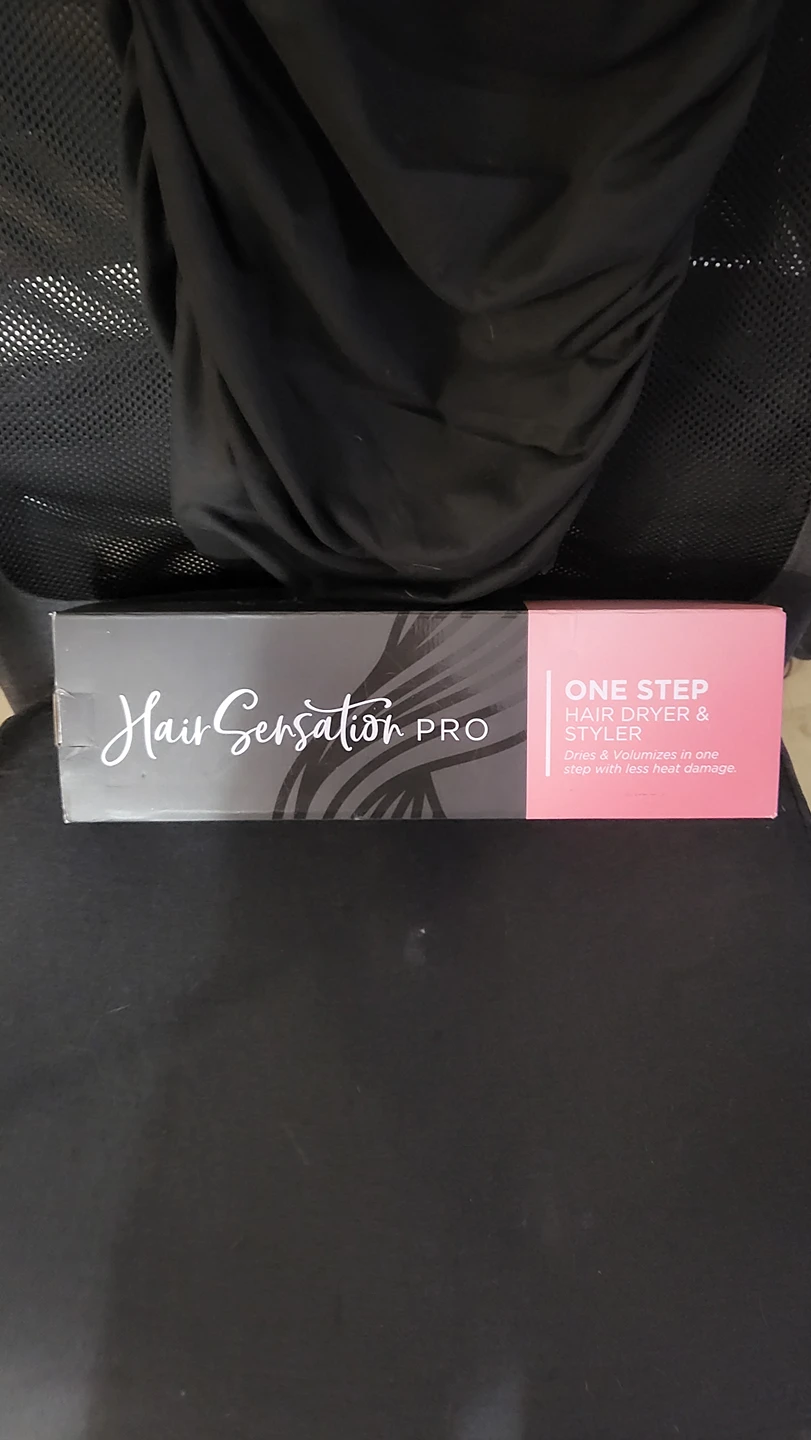 HairSensation PRO
ONE STEP
HAIR DRYER &
STYLER
Dries & Volumizes in one
step with less heat damage.